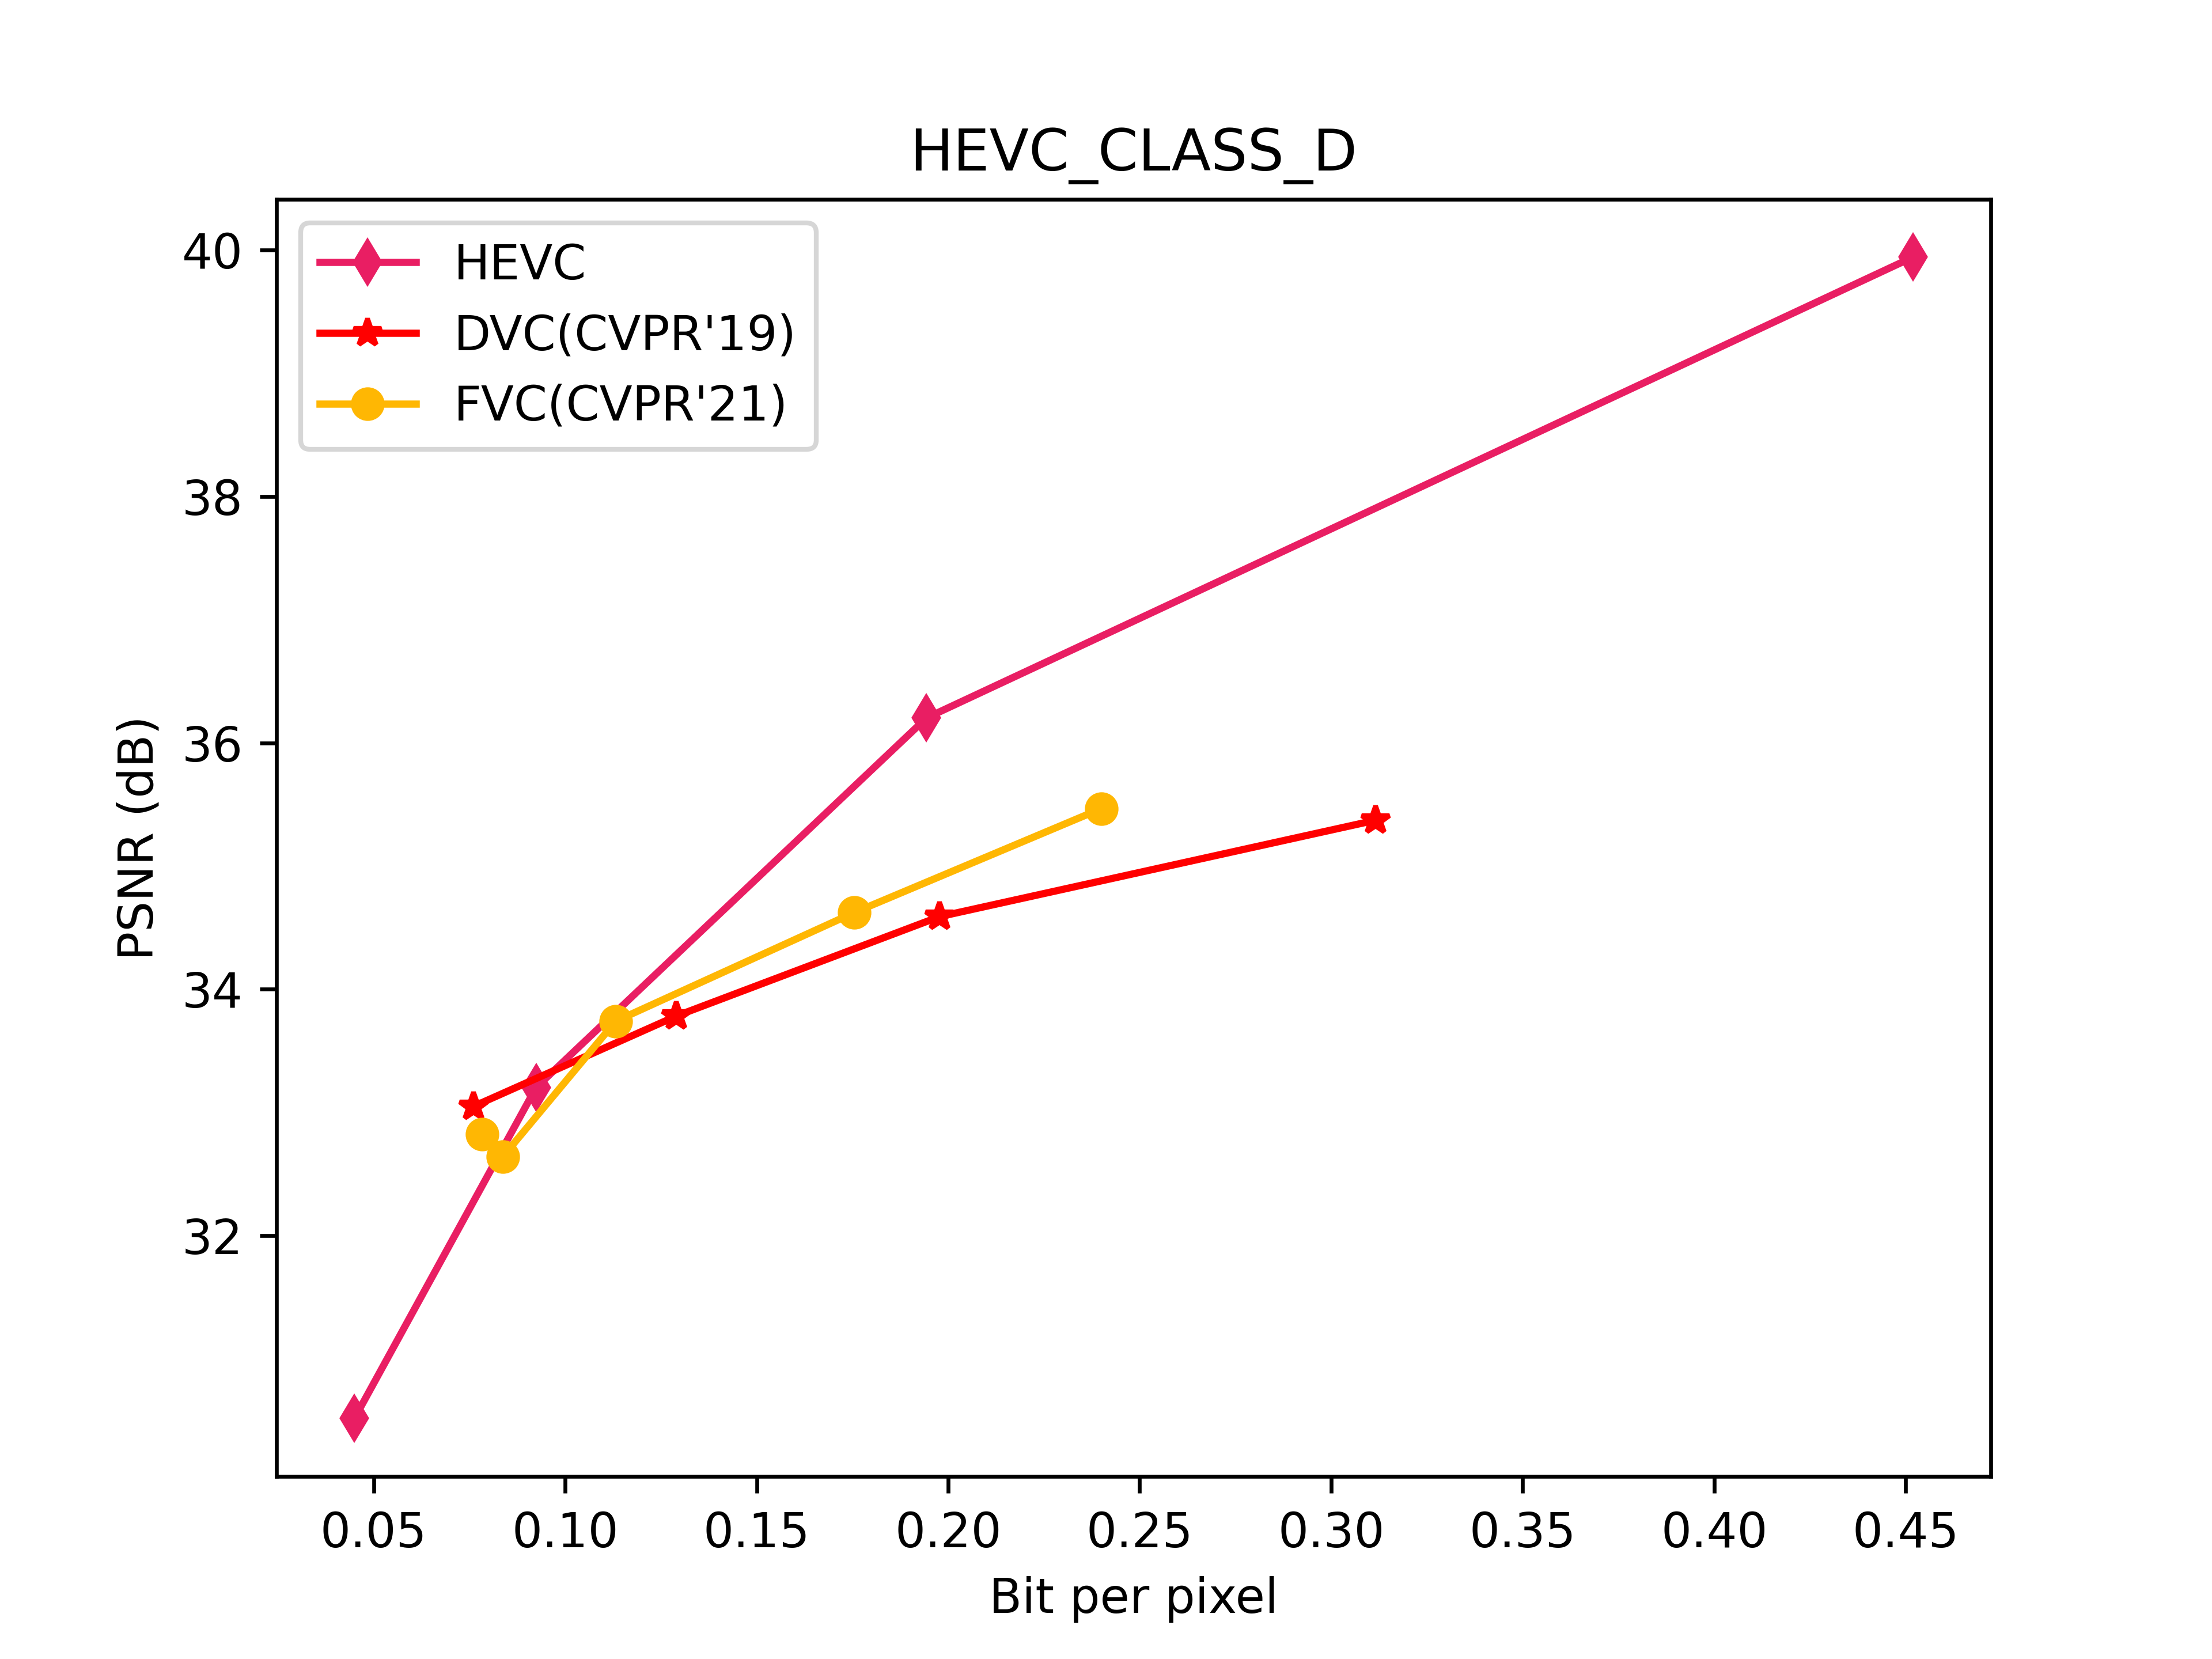 HEVC_CLASS_D
HEVC
DVC(CVPR'19)
FVC(CVPR'21)
PSNR (dB)
40
38
36
34
32
0.05 0.10 0.15 0.20 0.25 0.30 0.35 0.40 0.45
Bit per pixel